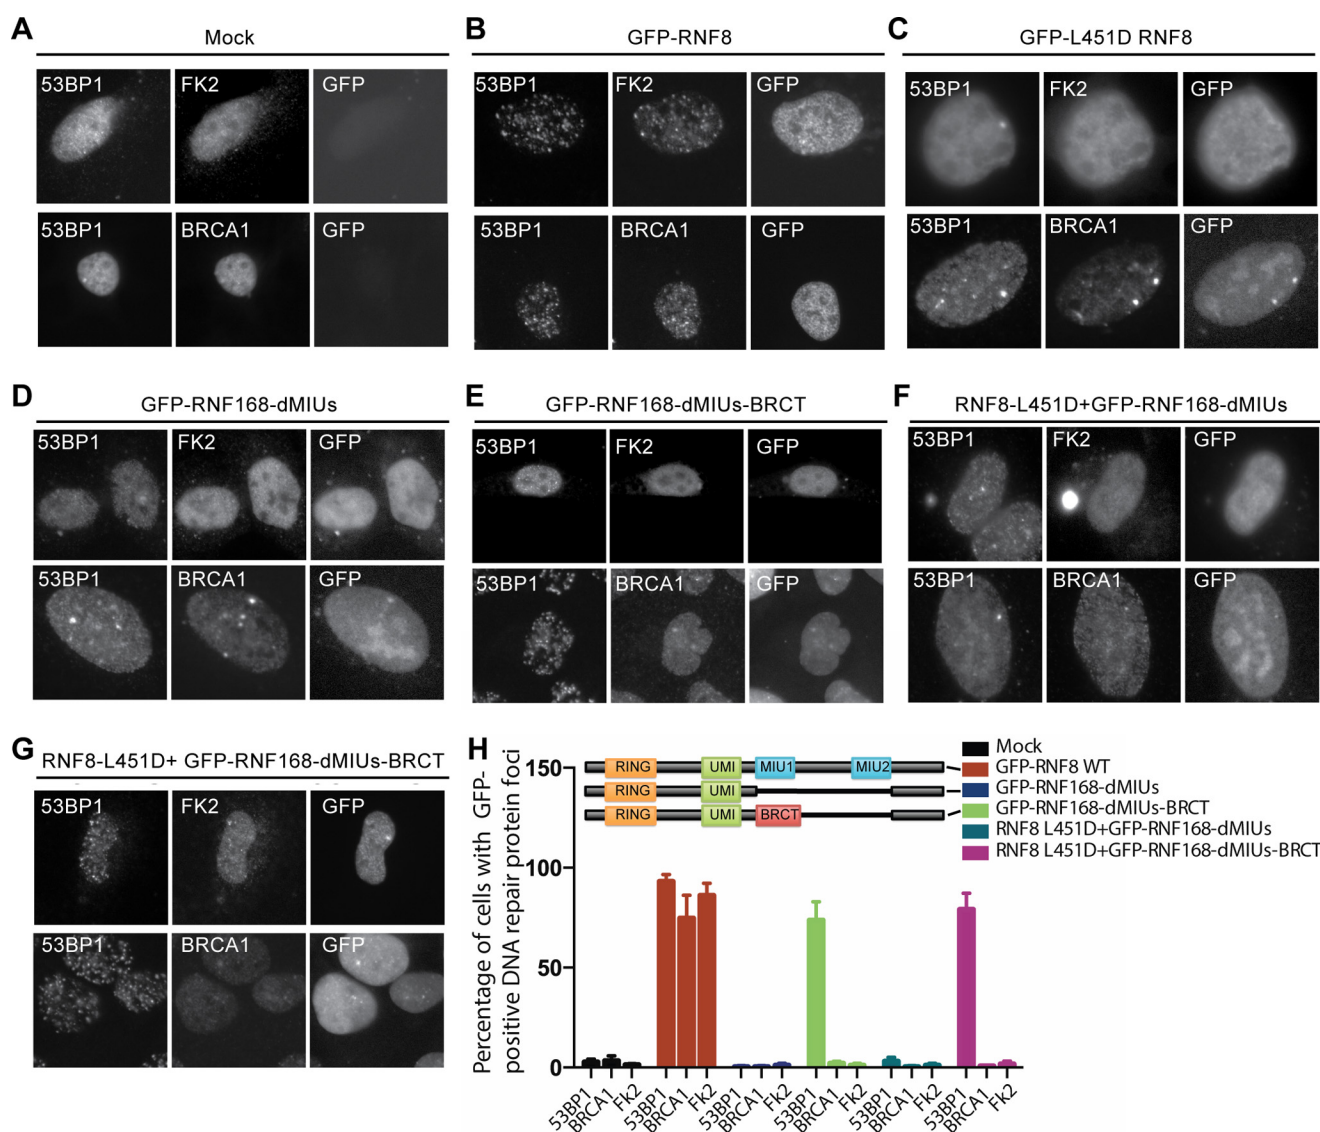 A
Mock
53BP1 FK2 GFP
53BP1 BRCA1 GFP
B
GFP-RNF8
53BP1 FK2 GFP
53BP1 BRCA1 GFP
C
GFP-L451D RNF8
53BP1 FK2 GFP
53BP1 BRCA1 GFP
D
GFP-RNF168-dMIUs
53BP1 FK2 GFP
53BP1 BRCA1 GFP
E
GFP-RNF168-dMIUs-BRCT
53BP1 FK2 GFP
53BP1 BRCA1 GFP
F
RNF8-L451D+GFP-RNF168-dMIUs
53BP1 FK2 GFP
53BP1 BRCA1 GFP
G
RNF8-L451D+ GFP-RNF168-dMIUs-BRCT
53BP1 FK2 GFP
53BP1 BRCA1 GFP
H
Percentage of cells with GFP-
positive DNA repair protein foci
150
100
50
0
RING UMI MIU1 MIU2
RING UMI
RING UMI BRCT
Mock
GFP-RNF8 WT
GFP-RNF168-dMIUs
GFP-RNF168-dMIUs-BRCT
RNF8 L451D+GFP-RNF168-dMIUs
RNF8 L451D+GFP-RNF168-dMIUs-BRCT
53BP1 BRCA1 Fk2 53BP1 BRCA1 Fk2 53BP1 BRCA1 Fk2 53BP1 BRCA1 Fk2 53BP1 BRCA1 Fk2 53BP1 BRCA1 Fk2